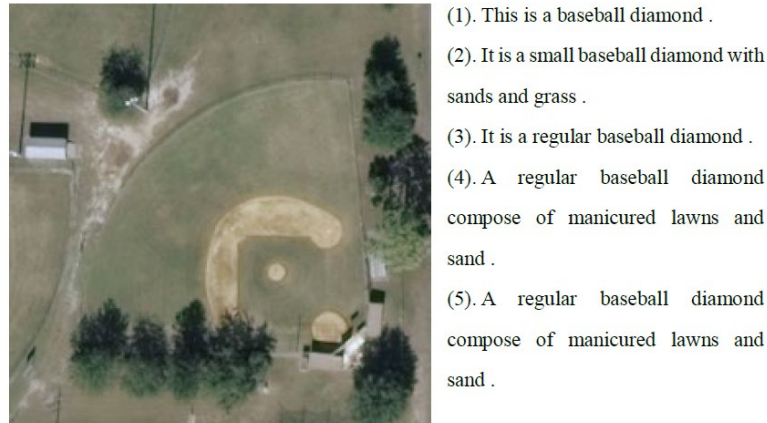 (1). This is a baseball diamond .
(2). It is a small baseball diamond with
sands and grass .
(3). It is a regular baseball diamond .
(4). A regular baseball diamond
compose of manicured lawns and
sand .
(5). A regular baseball diamond
compose of manicured lawns and
sand .